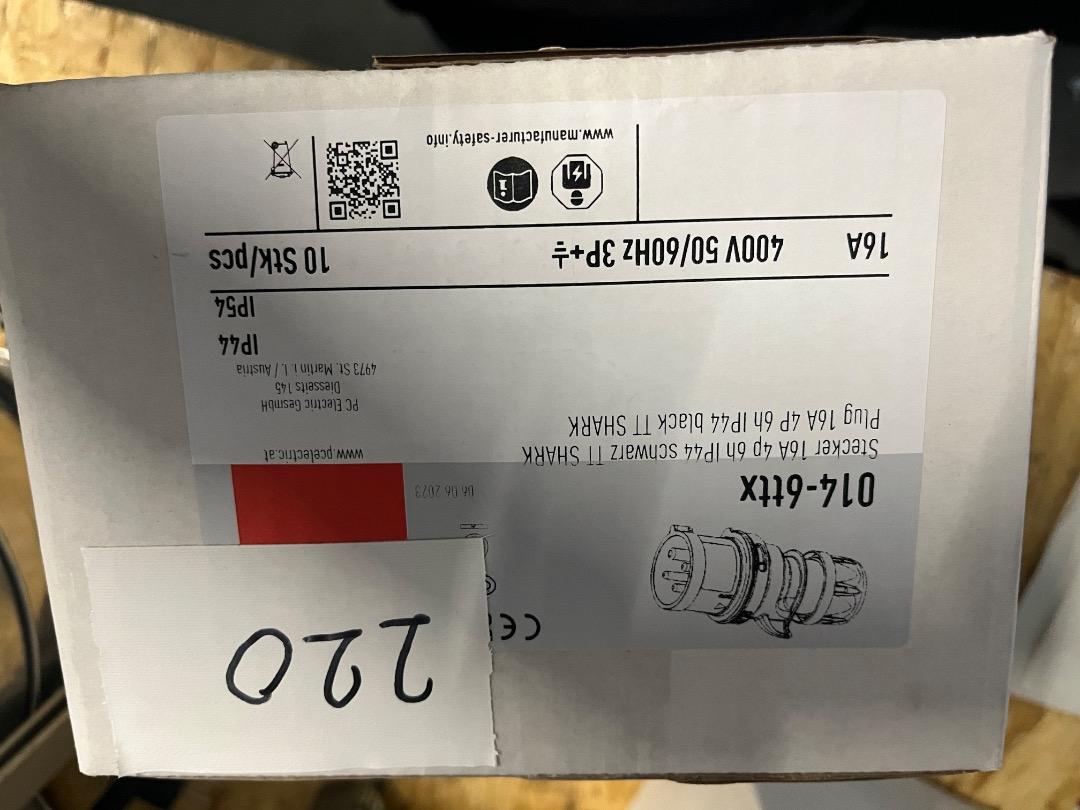 220
CE
06 06 2023
014-6ttx
Stecker 16A 4p 6h IP44 schwarz TT SHARK
Plug 16A 4P 6h IP44 black TT SHARK
www.pcelectric.at
PC Electric GesmbH
Diesseits 145
4973 St. Martin i. I. / Austria
IP44
IP54
16A 400V 50/60Hz 3P+⏚ 10 Stk/pcs
www.manufacturer-safety.info